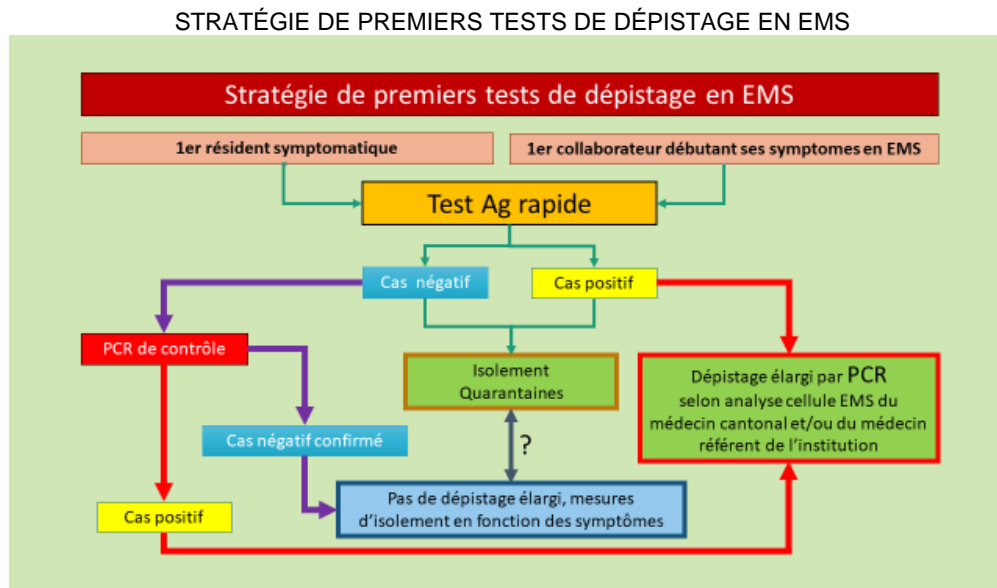 STRATÉGIE DE PREMIERS TESTS DE DÉPISTAGE EN EMS
Stratégie de premiers tests de dépistage en EMS
1er résident symptomatique
1er collaborateur débutant ses symptomes en EMS
Test Ag rapide
Cas négatif
Cas positif
PCR de contrôle
Isolement
Quarantaines
Dépistage élargi par PCR
selon analyse cellule EMS du
médecin cantonal et/ou du médecin
référent de l'institution
Cas négatif confirmé
?
Pas de dépistage élargi, mesures
d'isolement en fonction des symptômes
Cas positif